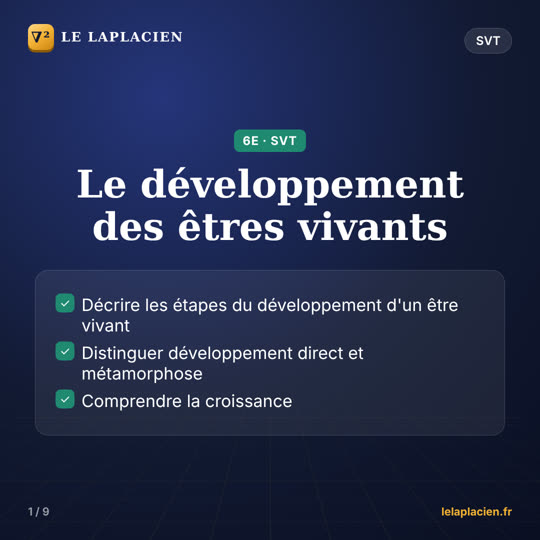 ∇² LE LAPLACIEN
SVT
6E · SVT
Le développement
des êtres vivants
Décrire les étapes du développement d'un être
vivant
Distinguer développement direct et
métamorphose
Comprendre la croissance
1 / 9
lelaplacien.fr